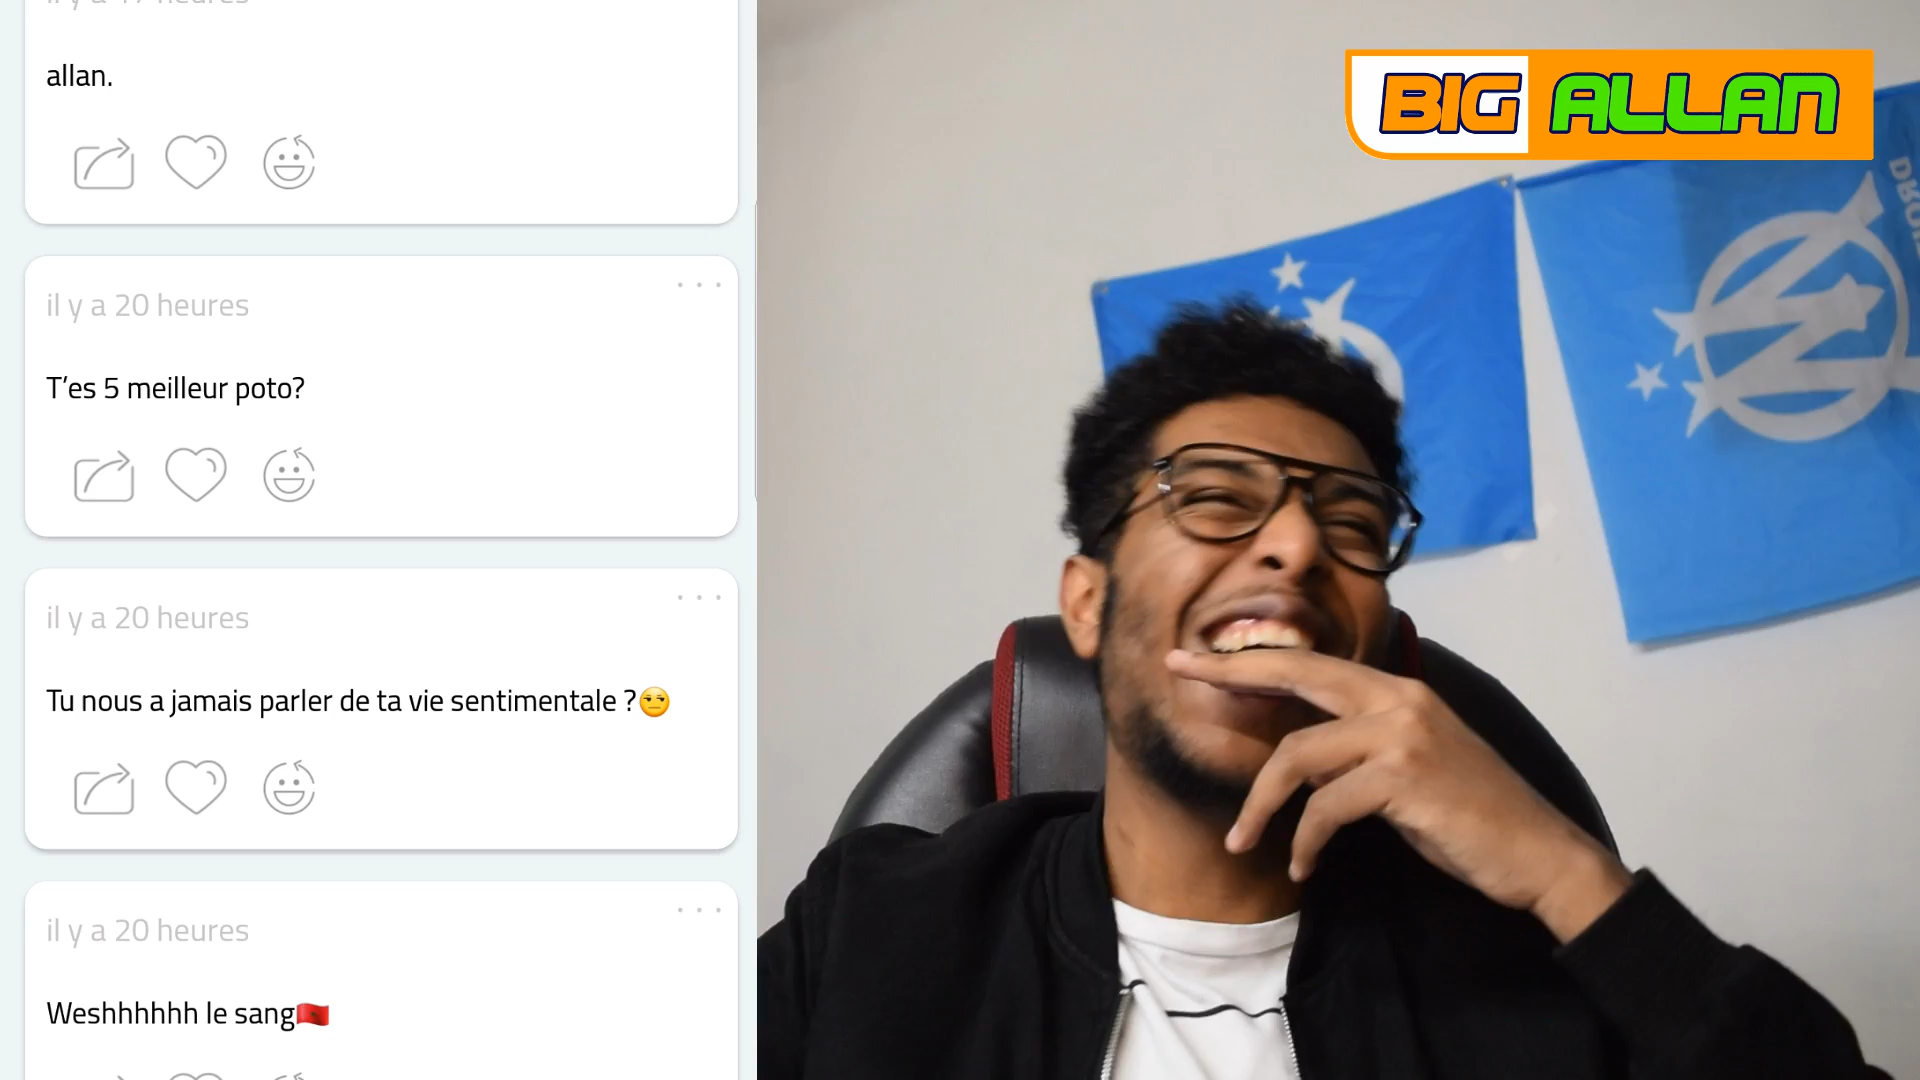 allan.
il y a 20 heures
T’es 5 meilleur poto?
il y a 20 heures
Tu nous a jamais parler de ta vie sentimentale ?😒
il y a 20 heures
Weshhhhhh le sang🇲🇦
BIG ALLAN